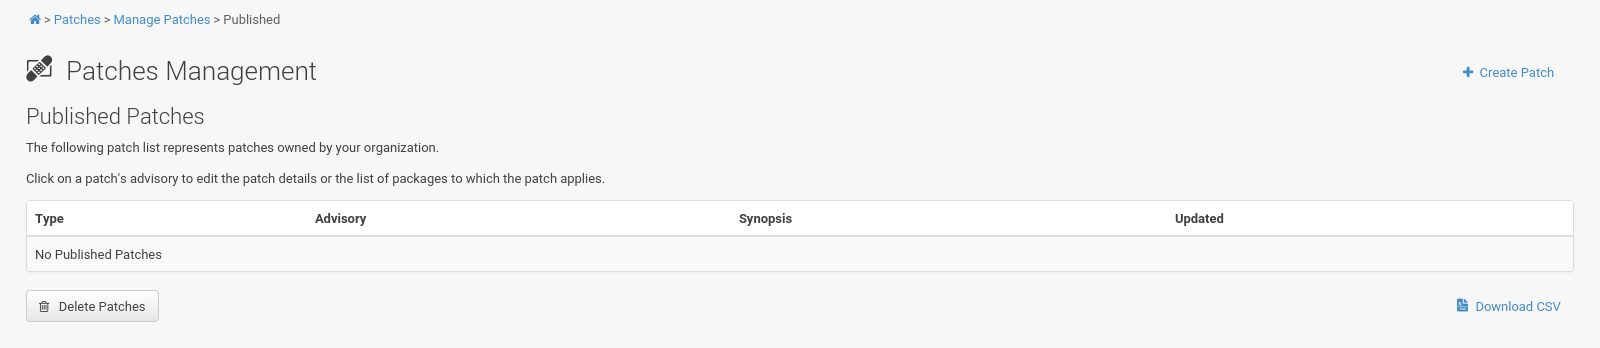 > Patches > Manage Patches > Published
Patches Management
Create Patch
Published Patches
The following patch list represents patches owned by your organization.
Click on a patch's advisory to edit the patch details or the list of packages to which the patch applies.
Type Advisory Synopsis Updated
No Published Patches
Delete Patches
Download CSV